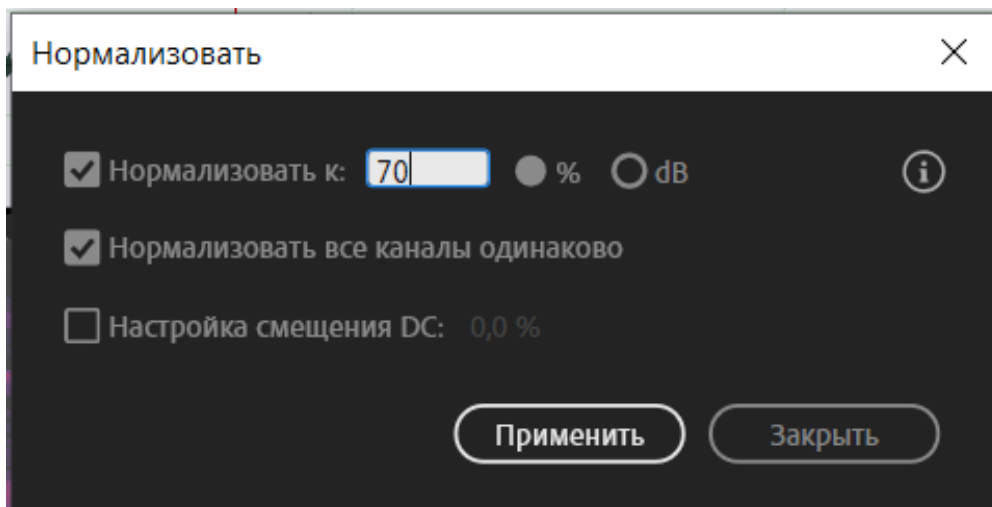 Нормализовать
Нормализовать к: 70 % dB
Нормализовать все каналы одинаково
Настройка смещения DC: 0,0 %
Применить Закрыть